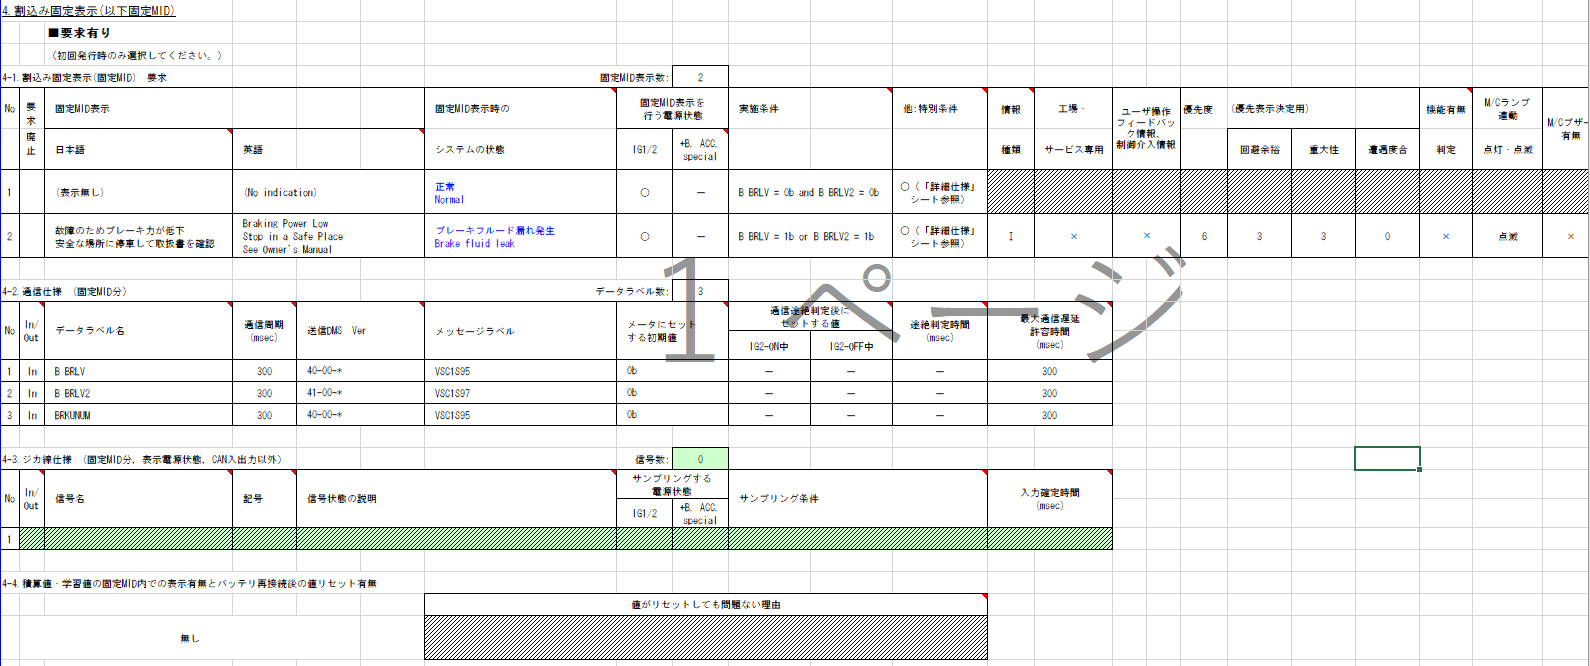 4. 割込み固定表示(以下固定MID)
■要求有り
(初回発行時のみ選択してください。)
4-1. 割込み固定表示(固定MID) 要求 固定MID表示数: 2
No 要求 固定MID表示 固定MID表示時の 固定MID表示を行う電源状態 実施条件 他:特別条件 情報 工場・ ユーザ操作フィードバック情報、制御介入情報 優先度 (優先表示決定用) 機能有無 M/Cランプ連動 M/Cブザー有無
廃止 日本語 英語 システムの状態 IG1/2 +B, ACC, special 種類 サービス専用 回避余裕 重大性 遭遇度合 判定 点灯・点滅
1 (表示無し) (No indication) 正常 ○ － B BRLV = 0b and B BRLV2 = 0b ○(「詳細仕様」
Normal シート参照)
2 故障のためブレーキ力が低下 Braking Power Low ブレーキフルード漏れ発生 ○ － B BRLV = 1b or B BRLV2 = 1b ○(「詳細仕様」 I × × 6 3 3 0 × 点滅 ×
安全な場所に停車して取扱書を確認 Stop in a Safe Place Brake fluid leak シート参照)
See Owner's Manual
4-2. 通信仕様 (固定MID分) データラベル数: 3
No In/Out データラベル名 通信周期(msec) 送信DMS Ver メッセージラベル メータにセットする初期値 通信途絶判定後にセットする値 途絶判定時間(msec) 最大通信遅延許容時間(msec)
IG2-ON中 IG2-OFF中
1 In B BRLV 300 40-00-* VSC1S95 0b － － － 300
2 In B BRLV2 300 41-00-* VSC1S97 0b － － － 300
3 In BRKUNUM 300 40-00-* VSC1S95 0b － － － 300
1 ページ
4-3. ジカ線仕様 (固定MID分, 表示電源状態, CAN入出力以外) 信号数: 0
No In/Out 信号名 記号 信号状態の説明 サンプリングする電源状態 サンプリング条件 入力確定時間(msec)
IG1/2 +B, ACC, special
1
4-4. 積算値・学習値の固定MID内での表示有無とバッテリ再接続後の値リセット有無
値がリセットしても問題ない理由
無し